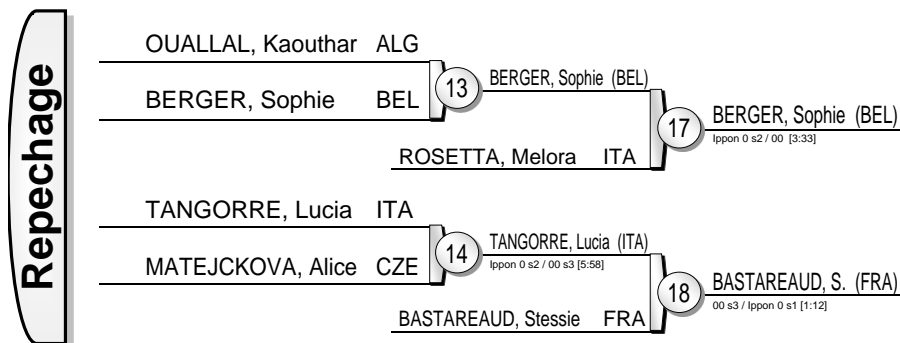 Repechage
OUALLAL, Kaouthar ALG
13
BERGER, Sophie (BEL)
BERGER, Sophie BEL
17
BERGER, Sophie (BEL)
Ippon 0 s2 / 00 [3:33]
ROSETTA, Melora ITA
TANGORRE, Lucia ITA
14
TANGORRE, Lucia (ITA)
Ippon 0 s2 / 00 s3 [5:58]
MATEJCKOVA, Alice CZE
18
BASTAREAUD, S. (FRA)
00 s3 / Ippon 0 s1 [1:12]
BASTAREAUD, Stessie FRA